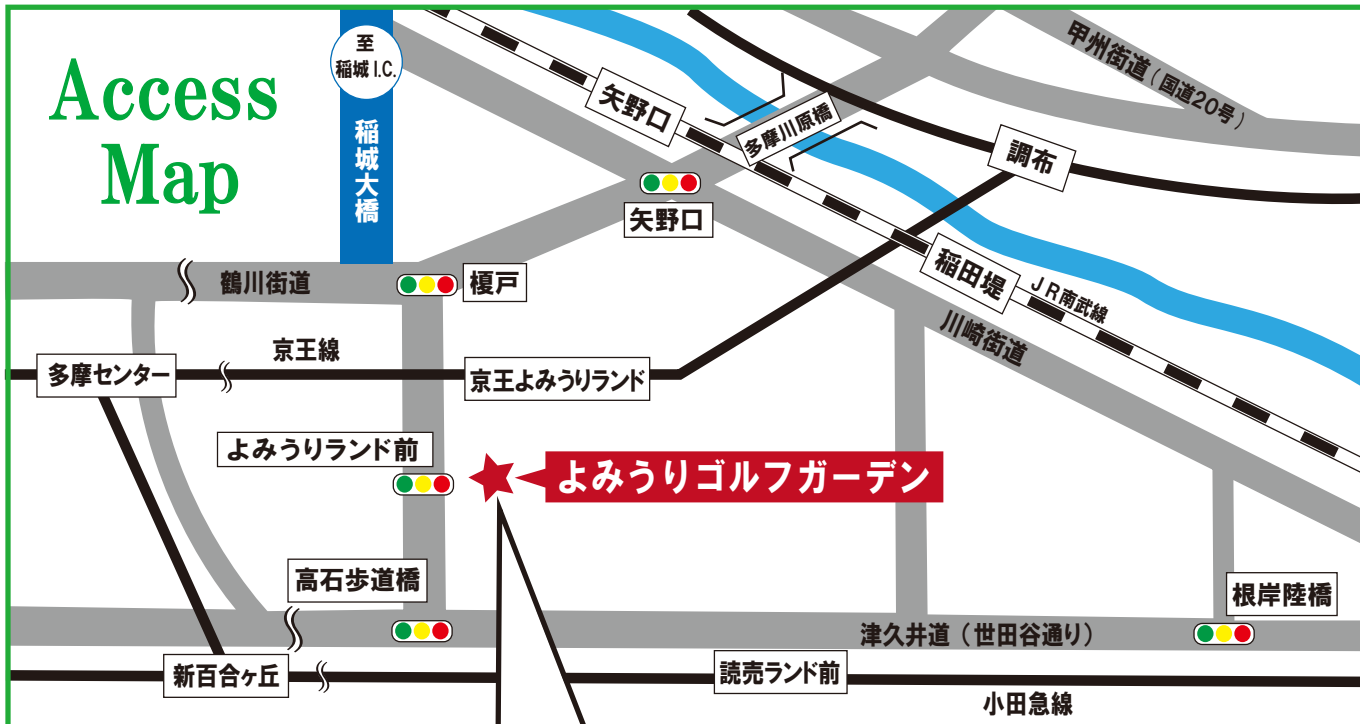 Access
Map
至
稲城 I.C.
稲城大橋
甲州街道(国道20号)
矢野口
多摩川原橋
調布
矢野口
稲田堤
JR南武線
鶴川街道
榎戸
川崎街道
京王線
多摩センター
京王よみうりランド
よみうりランド前
よみうりゴルフガーデン
高石歩道橋
根岸陸橋
津久井道(世田谷通り)
新百合ヶ丘
読売ランド前
小田急線